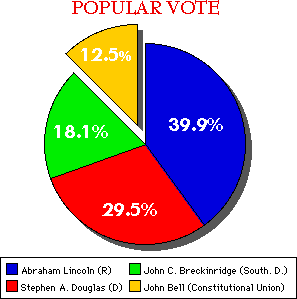 POPULAR VOTE
12.5%
39.9%
18.1%
29.5%
Abraham Lincoln (R)
John C. Breckinridge (South. D.)
Stephen A. Douglas (D)
John Bell (Constitutional Union)